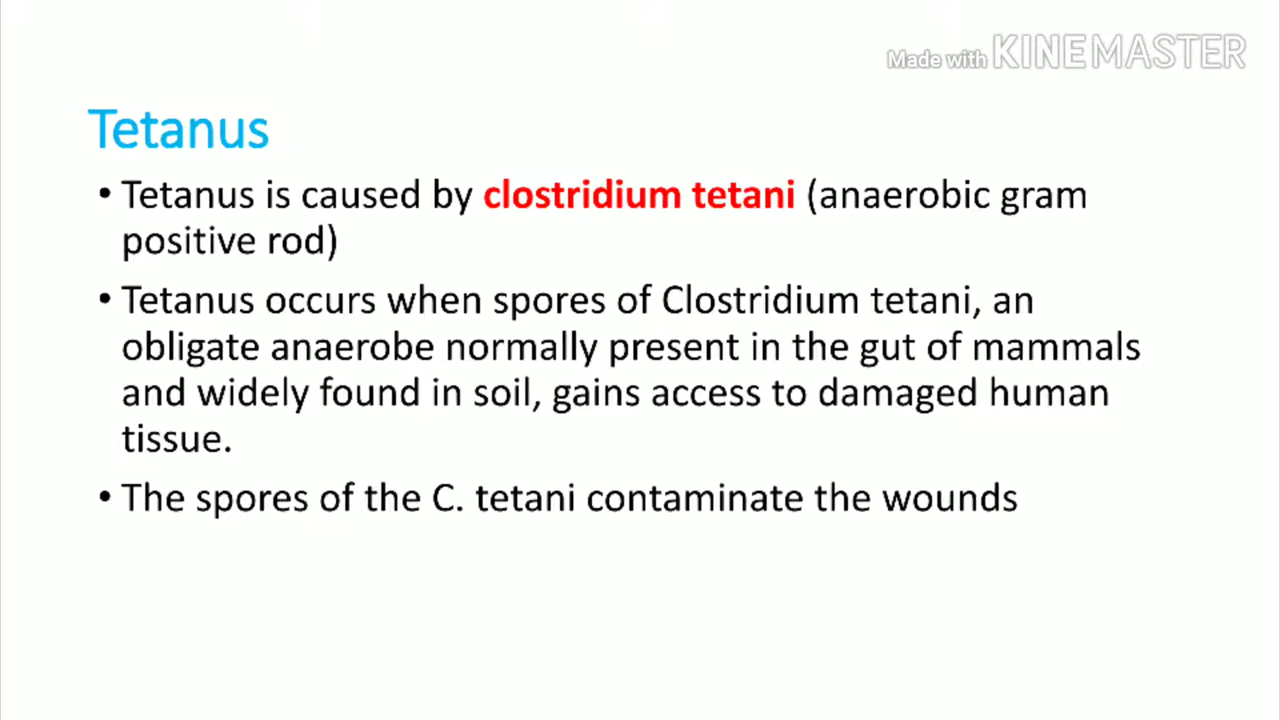 Made with KINEMASTER
Tetanus
• Tetanus is caused by clostridium tetani (anaerobic gram
positive rod)
• Tetanus occurs when spores of Clostridium tetani, an
obligate anaerobe normally present in the gut of mammals
and widely found in soil, gains access to damaged human
tissue.
• The spores of the C. tetani contaminate the wounds